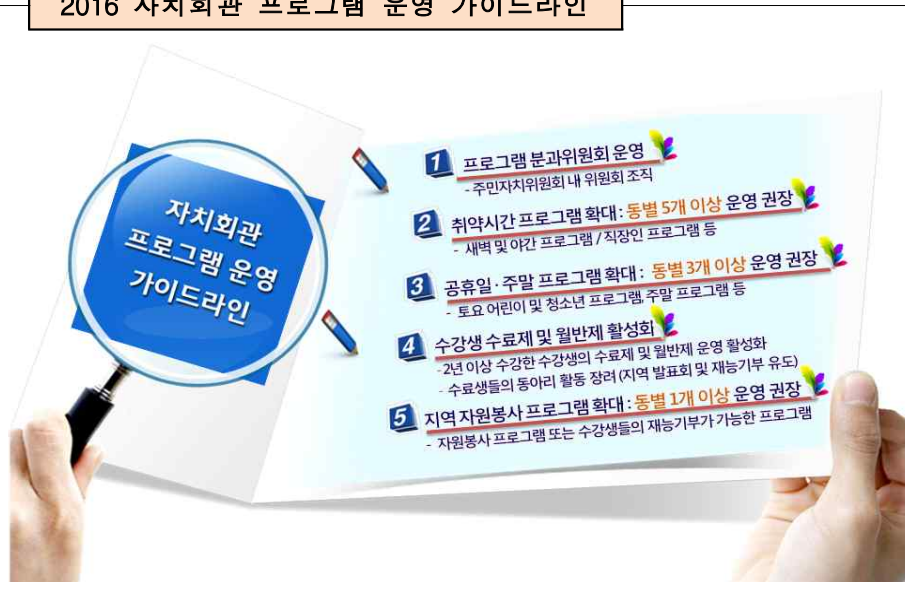 2016 자치회관 프로그램 운영 가이드라인
자치회관
프로그램 운영
가이드라인
1 프로그램 분과위원회 운영
- 주민자치위원회 내 위원회 조직
2 취약시간 프로그램 확대 : 동별 5개 이상 운영 권장
- 새벽 및 야간 프로그램 / 직장인 프로그램 등
3 공휴일 · 주말 프로그램 확대 : 동별 3개 이상 운영 권장
- 토요 어린이 및 청소년 프로그램, 주말 프로그램 등
4 수강생 수료제 및 월반제 활성화
- 2년 이상 수강한 수강생의 수료제 및 월반제 운영 활성화
- 수료생들의 동아리 활동 장려 (지역 발표회 및 재능기부 유도)
5 지역 자원봉사 프로그램 확대 : 동별 1개 이상 운영 권장
- 자원봉사 프로그램 또는 수강생들의 재능기부가 가능한 프로그램